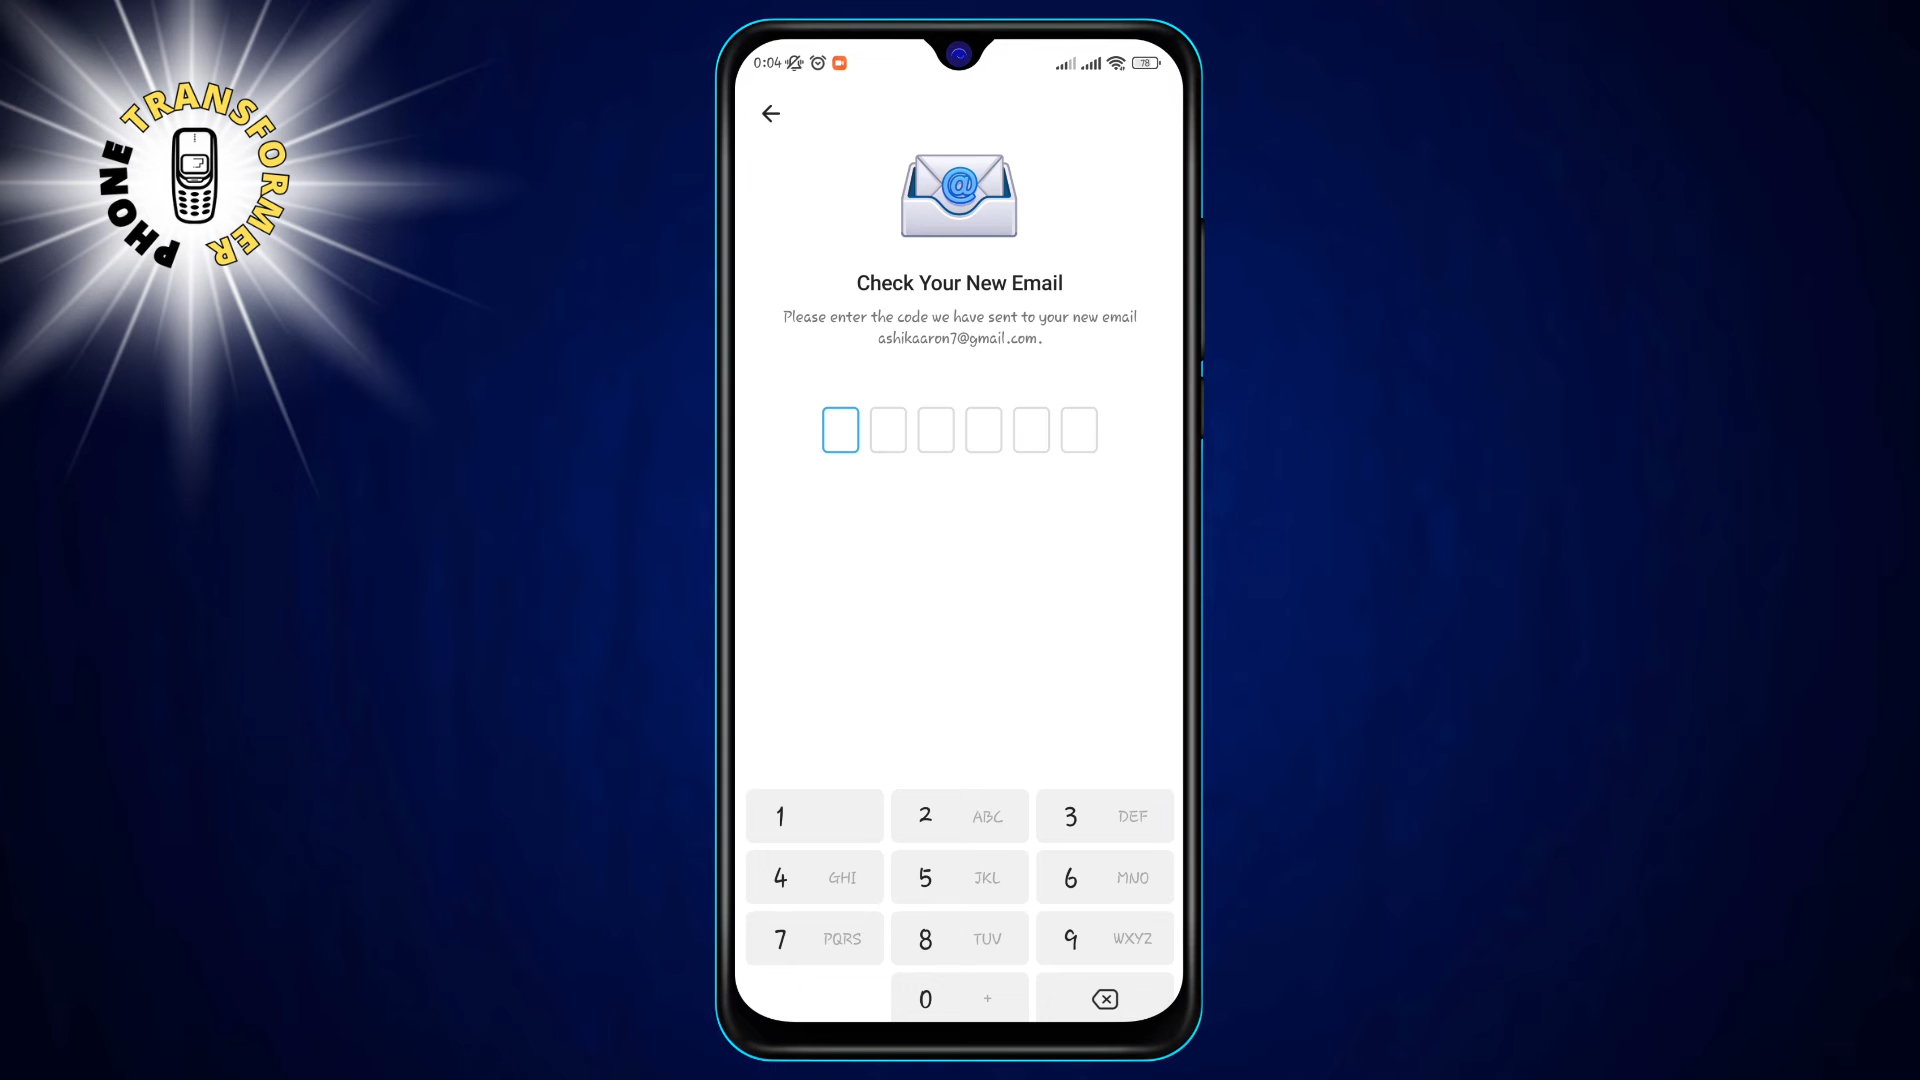 PHONE TRANSFORMER
0:04
78
Check Your New Email
Please enter the code we have sent to your new email
ashikaaron7@gmail.com.
1
2 ABC
3 DEF
4 GHI
5 JKL
6 MNO
7 PQRS
8 TUV
9 WXYZ
0 +